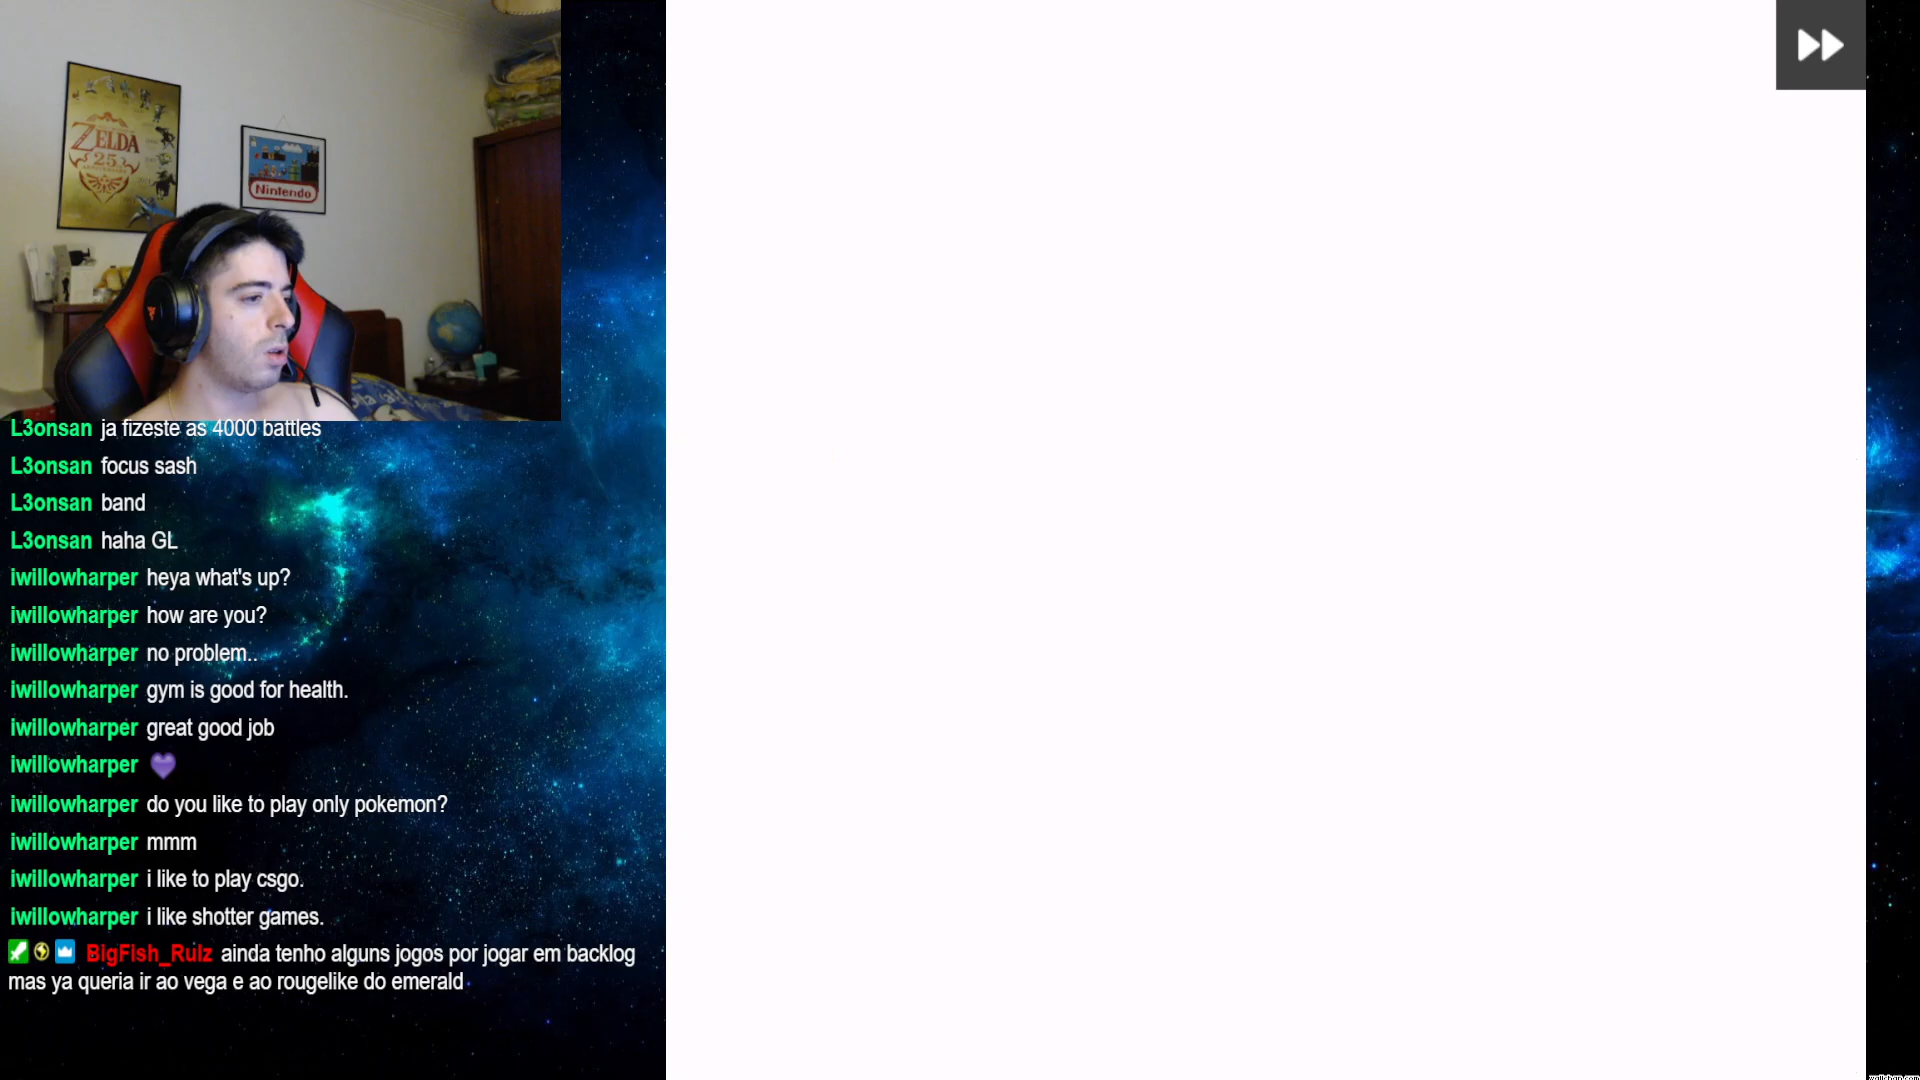 ZELDA
25
Nintendo
L3onsan ja fizeste as 4000 battles
L3onsan focus sash
L3onsan band
L3onsan haha GL
iwillowharper heya what's up?
iwillowharper how are you?
iwillowharper no problem..
iwillowharper gym is good for health.
iwillowharper great good job
iwillowharper 💜
iwillowharper do you like to play only pokemon?
iwillowharper mmm
iwillowharper i like to play csgo.
iwillowharper i like shotter games.
BigFish_Ruiz ainda tenho alguns jogos por jogar em backlog
mas ya queria ir ao vega e ao rougelike do emerald